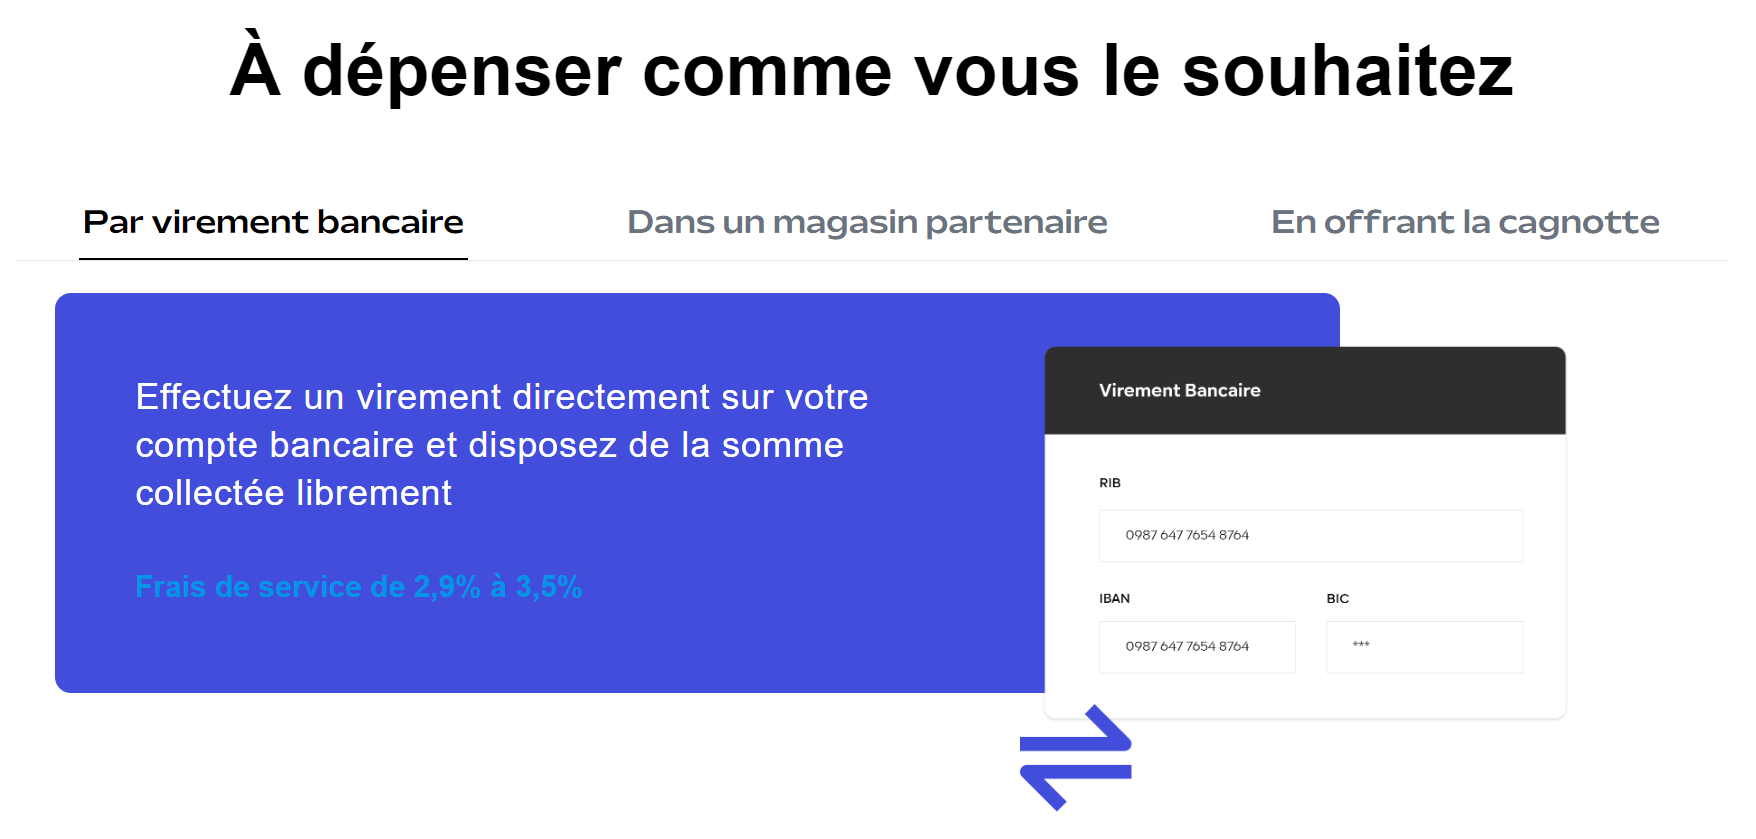 À dépenser comme vous le souhaitez
Par virement bancaire
Dans un magasin partenaire
En offrant la cagnotte
Effectuez un virement directement sur votre
compte bancaire et disposez de la somme
collectée librement
Frais de service de 2,9% à 3,5%
Virement Bancaire
RIB
0987 647 7654 8764
IBAN
BIC
0987 647 7654 8764
***